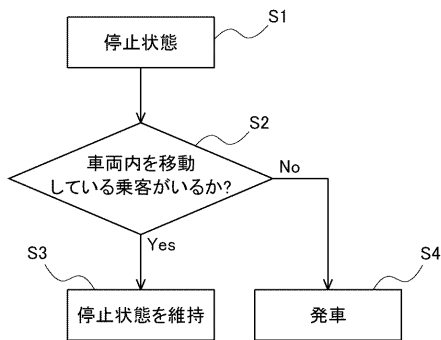 停止状態
S1
S2
車両内を移動
している乗客がいるか?
No
Yes
S3
S4
停止状態を維持
発車